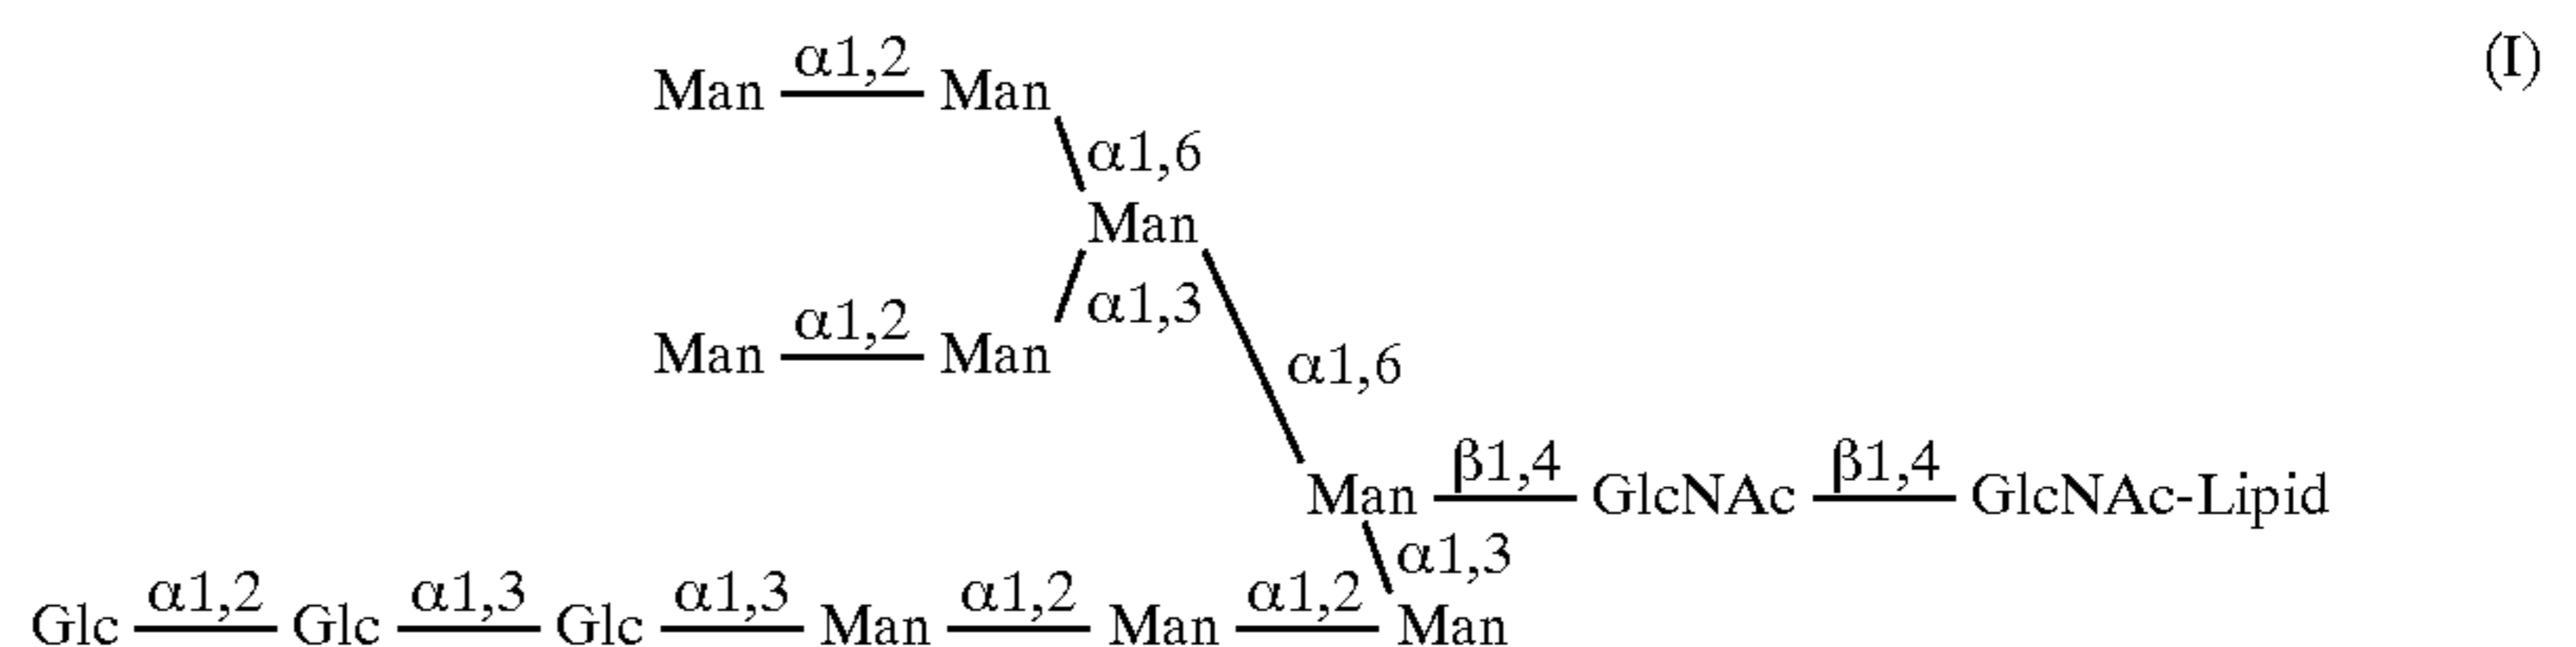 (I)
Man α1,2 Man
α1,6
Man
α1,3
Man α1,2 Man
α1,6
Man β1,4 GlcNAc β1,4 GlcNAc-Lipid
α1,3
Glc α1,2 Glc α1,3 Glc α1,3 Man α1,2 Man α1,2 Man